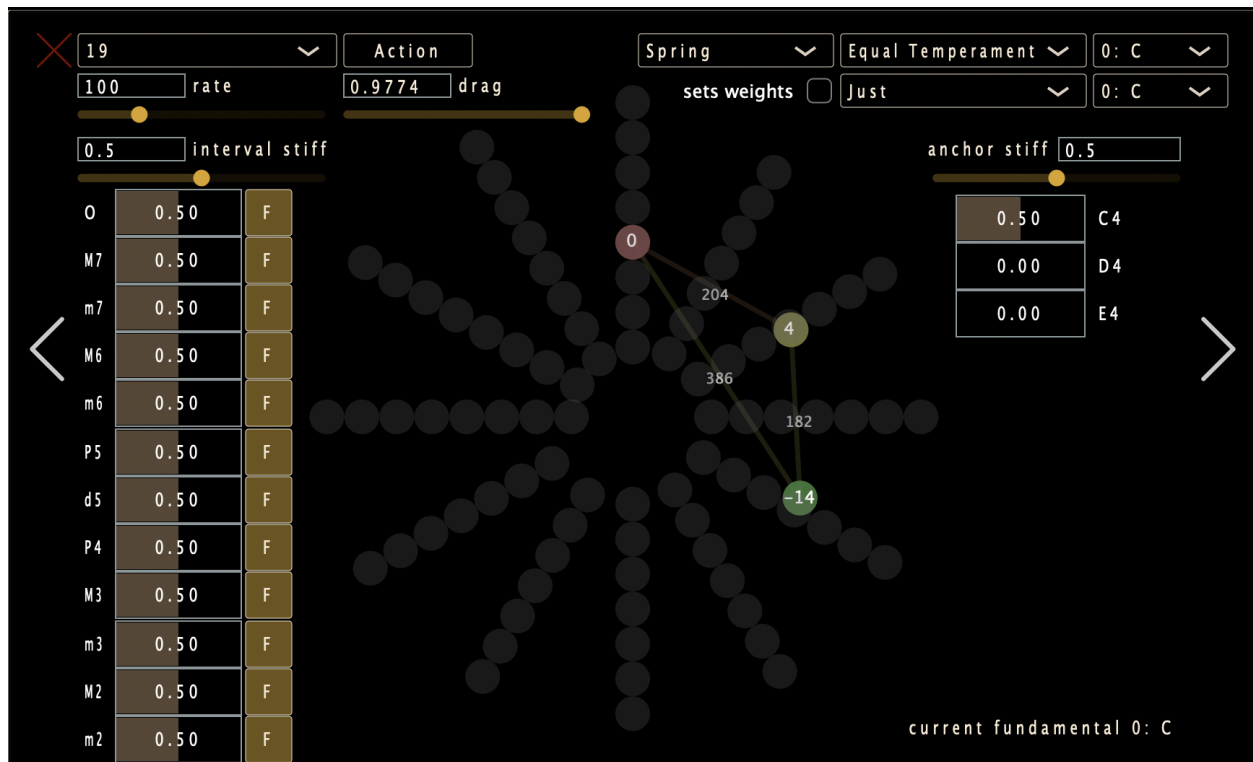 19 Action Spring Equal Temperament 0: C
100 rate 0.9774 drag sets weights Just 0: C
0.5 interval stiff anchor stiff 0.5
O 0.50 F 0.50 C4
M7 0.50 F 0.00 D4
m7 0.50 F 0.00 E4
M6 0.50 F
m6 0.50 F
P5 0.50 F
d5 0.50 F
P4 0.50 F
M3 0.50 F
m3 0.50 F
M2 0.50 F
m2 0.50 F
0
204
4
386
182
-14
current fundamental 0: C